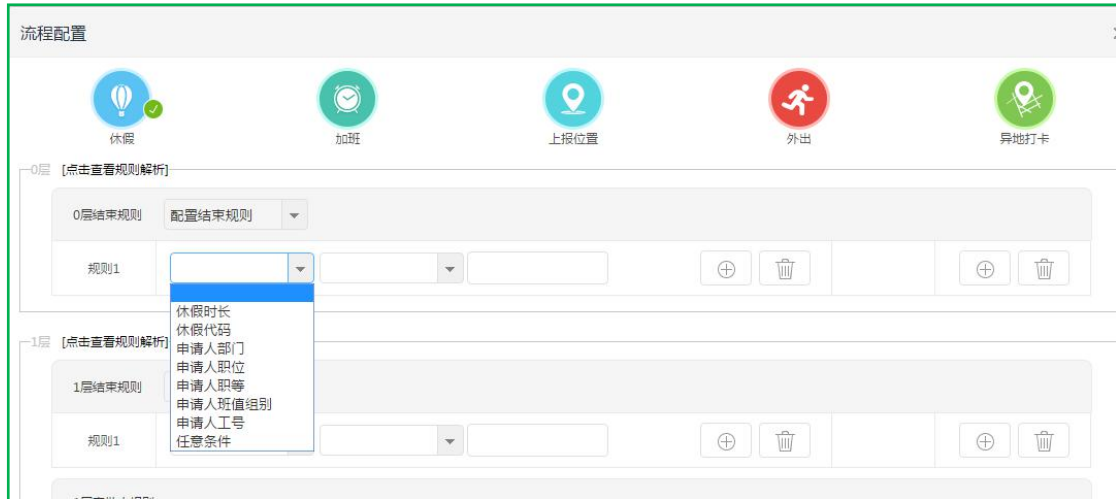 流程配置
休假
加班
上报位置
外出
异地打卡
0层 [点击查看规则解析]
0层结束规则 配置结束规则
规则1
休假时长
休假代码
申请人部门
申请人职位
申请人职等
申请人班值组别
申请人工号
任意条件
1层 [点击查看规则解析]
1层结束规则
规则1